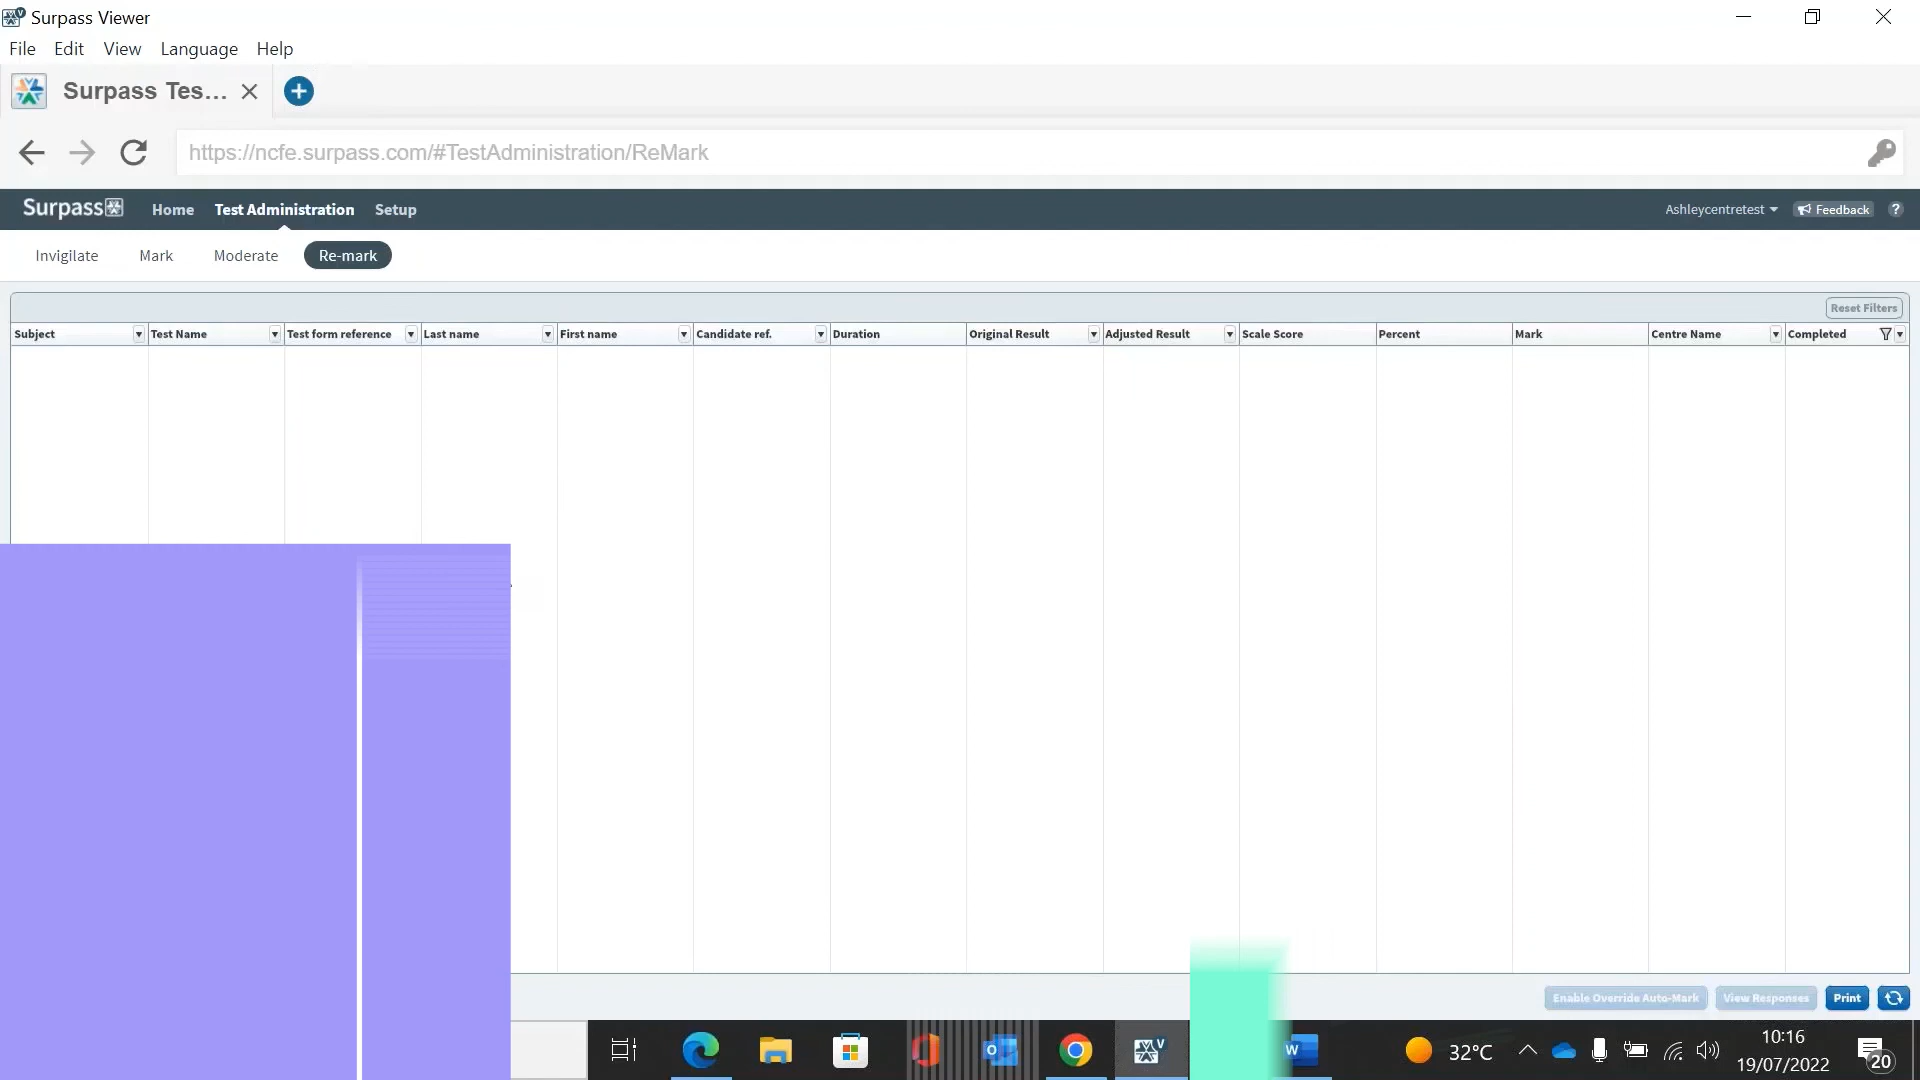 Surpass Viewer
File Edit View Language Help
Surpass Tes...
https://ncfe.surpass.com/#TestAdministration/ReMark
Surpass Home Test Administration Setup Ashleycentretest Feedback ?
Invigilate Mark Moderate Re-mark
Reset Filters
Subject Test Name Test form reference Last name First name Candidate ref. Duration Original Result Adjusted Result Scale Score Percent Mark Centre Name Completed
Enable Override Auto-Mark View Responses Print
32°C 10:16
19/07/2022 20